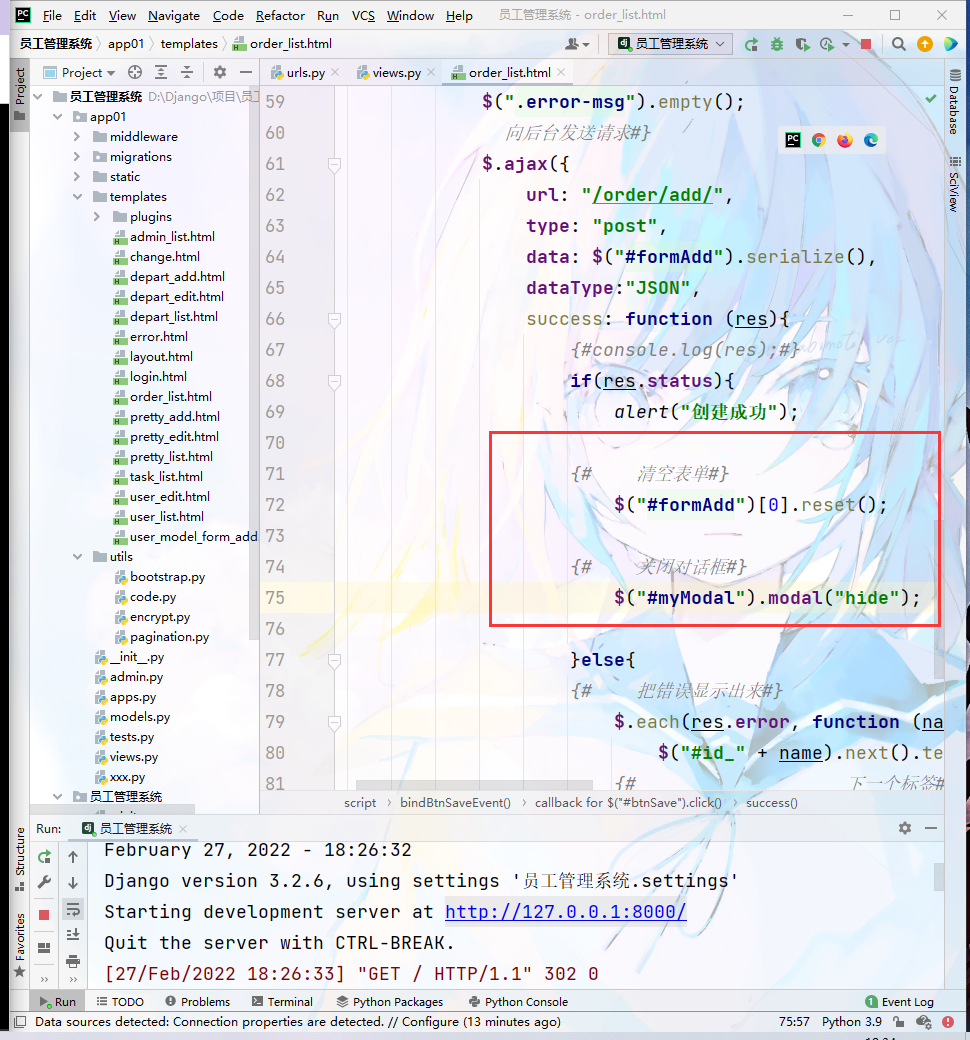 PC File Edit View Navigate Code Refactor Run VCS Window Help 员工管理系统 - order_list.html
员工管理系统 app01 templates order_list.html 员工管理系统
Project
Project
urls.py views.py order_list.html
员工管理系统 D:\Django\项目\员工
app01
middleware
migrations
static
templates
plugins
admin_list.html
change.html
depart_add.html
depart_edit.html
depart_list.html
error.html
layout.html
login.html
order_list.html
pretty_add.html
pretty_edit.html
pretty_list.html
task_list.html
user_edit.html
user_list.html
user_model_form_add
utils
bootstrap.py
code.py
encrypt.py
pagination.py
__init__.py
admin.py
apps.py
models.py
tests.py
views.py
xxx.py
员工管理系统
59 $(".error-msg").empty();
60 向后台发送请求#}
61 $.ajax({
62 url: "/order/add/",
63 type: "post",
64 data: $("#formAdd").serialize(),
65 dataType:"JSON",
66 success: function (res){
67 {#console.log(res);#}
68 if(res.status){
69 alert("创建成功");
70
71 {# 清空表单#}
72 $("#formAdd")[0].reset();
73
74 {# 关闭对话框#}
75 $("#myModal").modal("hide");
76
77 }else{
78 {# 把错误显示出来#}
79 $.each(res.error, function (na
80 $("#id_" + name).next().te
81 {# 下一个标签#
PC
Database
SciView
script bindBtnSaveEvent() callback for $("#btnSave").click() success()
Structure
Favorites
Run: 员工管理系统
February 27, 2022 - 18:26:32
Django version 3.2.6, using settings '员工管理系统.settings'
Starting development server at http://127.0.0.1:8000/
Quit the server with CTRL-BREAK.
[27/Feb/2022 18:26:33] "GET / HTTP/1.1" 302 0
Run TODO Problems Terminal Python Packages Python Console 1 Event Log
Data sources detected: Connection properties are detected. // Configure (13 minutes ago) 75:57 Python 3.9